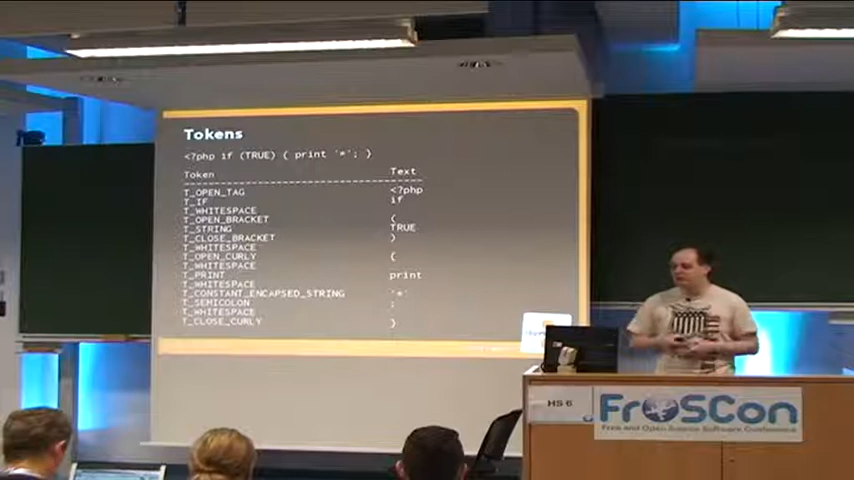 Tokens
<?php if (TRUE) { print '*'; }
Token Text
T_OPEN_TAG <?php
T_IF if
T_WHITESPACE
T_OPEN_BRACKET (
T_STRING TRUE
T_CLOSE_BRACKET )
T_WHITESPACE
T_OPEN_CURLY {
T_WHITESPACE
T_PRINT print
T_WHITESPACE
T_CONSTANT_ENCAPSED_STRING '*'
T_SEMICOLON ;
T_WHITESPACE
T_CLOSE_CURLY }
HS 6
FrOSCon
Free and Open Source Software Conference